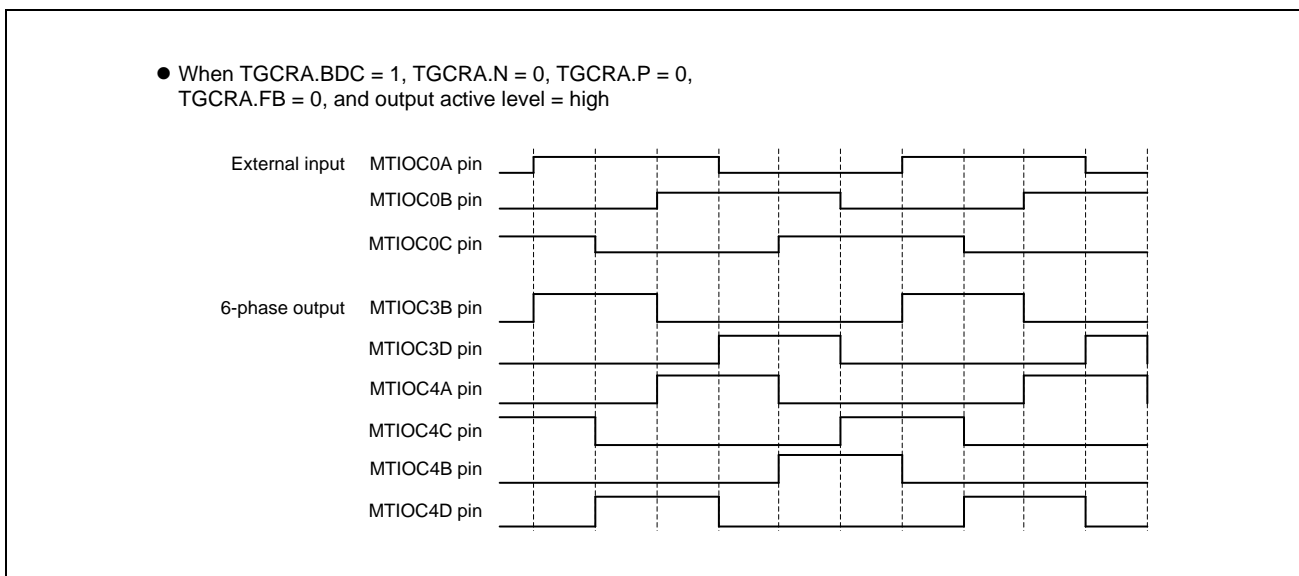 ● When TGCRA.BDC = 1, TGCRA.N = 0, TGCRA.P = 0,
TGCRA.FB = 0, and output active level = high
External input MTIOC0A pin
MTIOC0B pin
MTIOC0C pin
6-phase output MTIOC3B pin
MTIOC3D pin
MTIOC4A pin
MTIOC4C pin
MTIOC4B pin
MTIOC4D pin